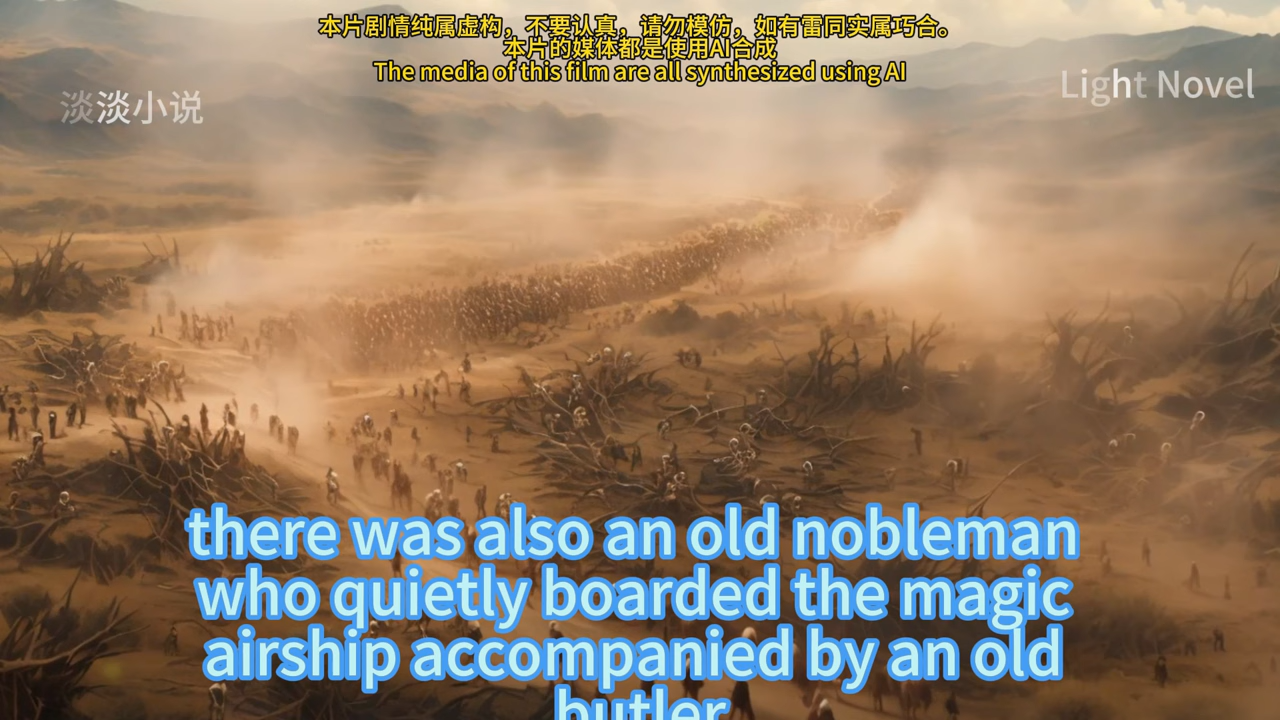 本片剧情纯属虚构，不要认真，请勿模仿，如有雷同实属巧合。
本片的媒体都是使用AI合成
The media of this film are all synthesized using AI
淡淡小说
Light Novel
there was also an old nobleman
who quietly boarded the magic
airship accompanied by an old
butler